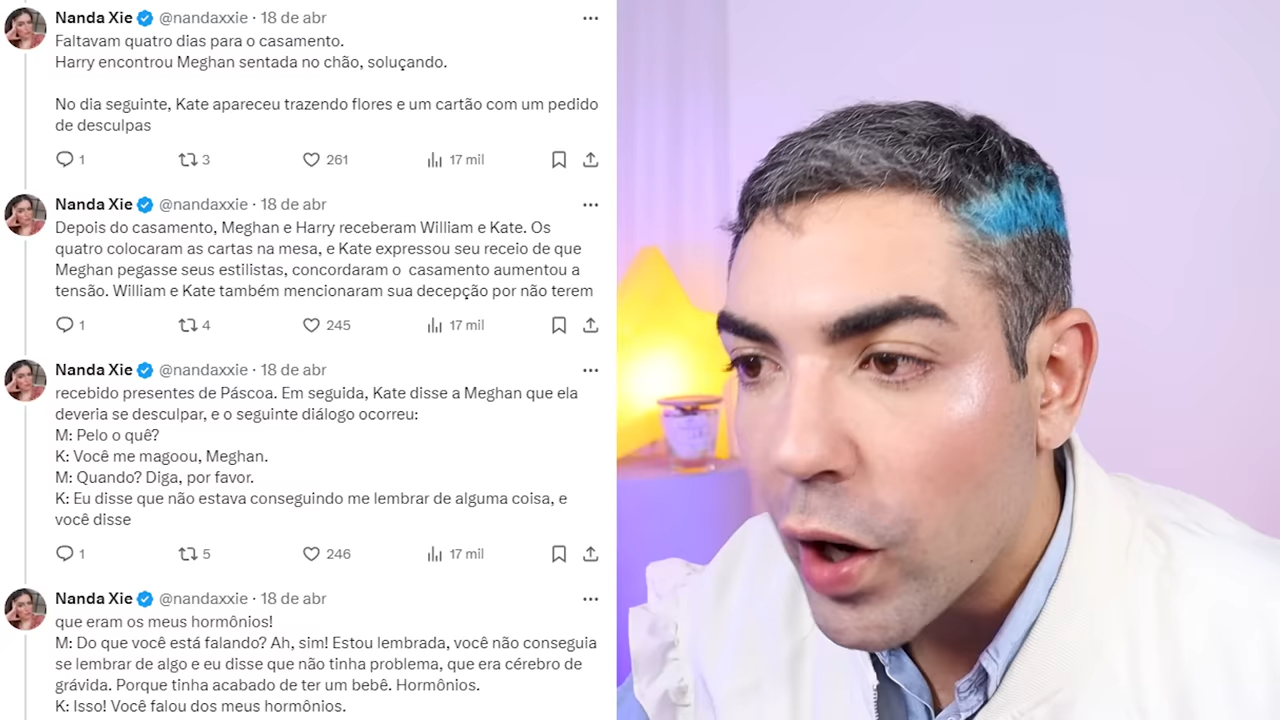 Nanda Xie @nandaxxie · 18 de abr
Faltavam quatro dias para o casamento.
Harry encontrou Meghan sentada no chão, soluçando.
No dia seguinte, Kate apareceu trazendo flores e um cartão com um pedido
de desculpas
1 3 261 17 mil
Nanda Xie @nandaxxie · 18 de abr
Depois do casamento, Meghan e Harry receberam William e Kate. Os
quatro colocaram as cartas na mesa, e Kate expressou seu receio de que
Meghan pegasse seus estilistas, concordaram o casamento aumentou a
tensão. William e Kate também mencionaram sua decepção por não terem
1 4 245 17 mil
Nanda Xie @nandaxxie · 18 de abr
recebido presentes de Páscoa. Em seguida, Kate disse a Meghan que ela
deveria se desculpar, e o seguinte diálogo ocorreu:
M: Pelo o quê?
K: Você me magoou, Meghan.
M: Quando? Diga, por favor.
K: Eu disse que não estava conseguindo me lembrar de alguma coisa, e
você disse
1 5 246 17 mil
Nanda Xie @nandaxxie · 18 de abr
que eram os meus hormônios!
M: Do que você está falando? Ah, sim! Estou lembrada, você não conseguia
se lembrar de algo e eu disse que não tinha problema, que era cérebro de
grávida. Porque tinha acabado de ter um bebê. Hormônios.
K: Isso! Você falou dos meus hormônios.